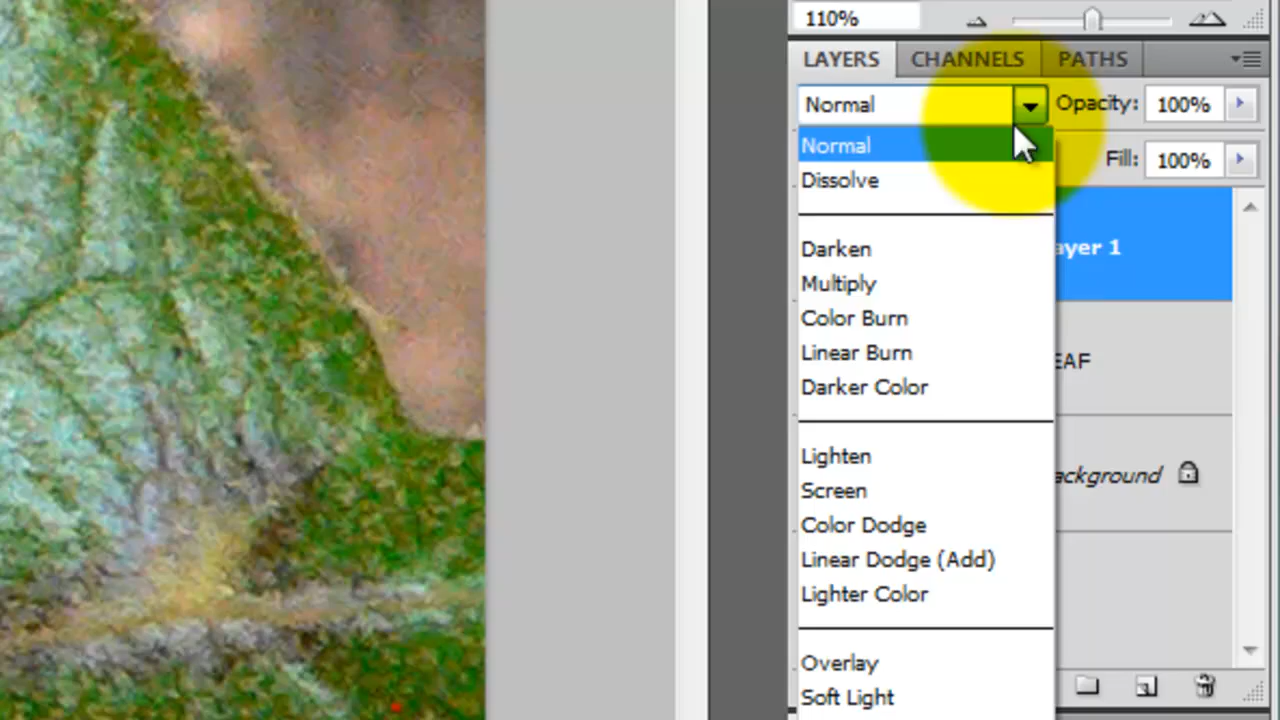 110%
LAYERS CHANNELS PATHS
Normal Opacity: 100%
Normal
Fill: 100%
Dissolve
Darken
ayer 1
Multiply
Color Burn
Linear Burn
EAF
Darker Color
Lighten
ackground
Screen
Color Dodge
Linear Dodge (Add)
Lighter Color
Overlay
Soft Light